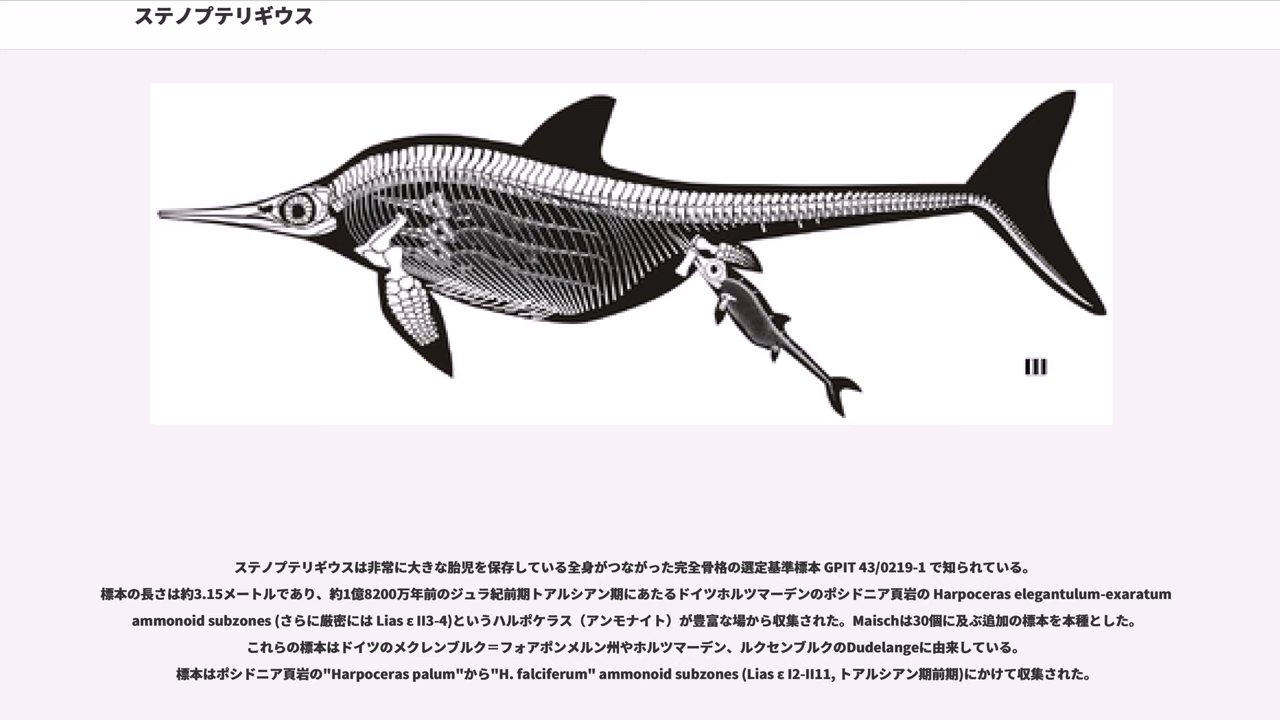 ステノプテリギウス
III
ステノプテリギウスは非常に大きな胎児を保存している全身がつながった完全骨格の選定基準標本 GPIT 43/0219-1 で知られている。
標本の長さは約3.15メートルであり、約1億8200万年前のジュラ紀前期トアルシアン期にあたるドイツホルツマーデンのポシドニア頁岩の Harpoceras elegantulum-exaratum
ammonoid subzones (さらに厳密には Lias ε II3-4)というハルポケラス（アンモナイト）が豊富な場から収集された。Maischは30個に及ぶ追加の標本を本種とした。
これらの標本はドイツのメクレンブルク＝フォアポンメルン州やホルツマーデン、ルクセンブルクのDudelangeに由来している。
標本はポシドニア頁岩の"Harpoceras palum"から"H. falciferum" ammonoid subzones (Lias ε I2-II11, トアルシアン期前期)にかけて収集された。